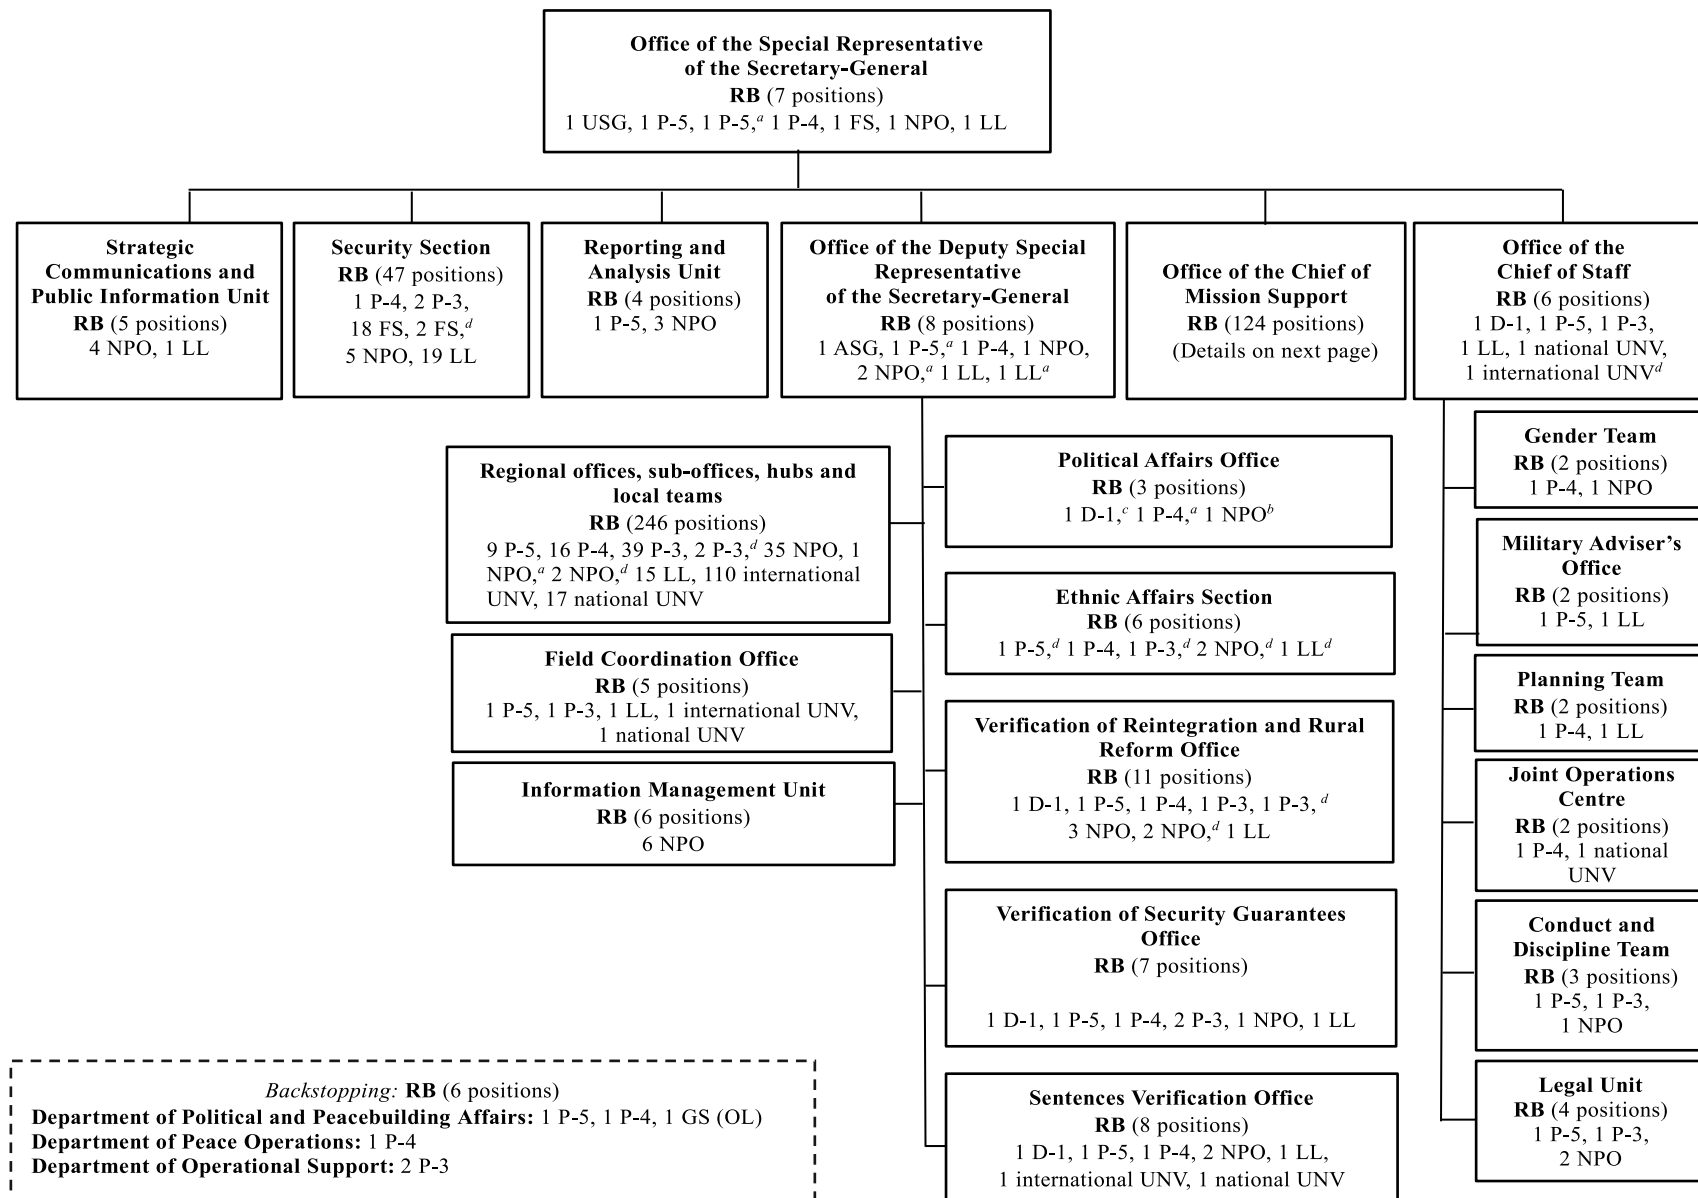 Office of the Special Representative
of the Secretary-General
RB (7 positions)
1 USG, 1 P-5, 1 P-5,ᵃ 1 P-4, 1 FS, 1 NPO, 1 LL
Strategic
Communications and
Public Information Unit
RB (5 positions)
4 NPO, 1 LL
Security Section
RB (47 positions)
1 P-4, 2 P-3,
18 FS, 2 FS,ᵈ
5 NPO, 19 LL
Reporting and
Analysis Unit
RB (4 positions)
1 P-5, 3 NPO
Office of the Deputy Special
Representative
of the Secretary-General
RB (8 positions)
1 ASG, 1 P-5,ᵃ 1 P-4, 1 NPO,
2 NPO,ᵃ 1 LL, 1 LLᵃ
Office of the Chief of
Mission Support
RB (124 positions)
(Details on next page)
Office of the
Chief of Staff
RB (6 positions)
1 D-1, 1 P-5, 1 P-3,
1 LL, 1 national UNV,
1 international UNVᵈ
Regional offices, sub-offices, hubs and
local teams
RB (246 positions)
9 P-5, 16 P-4, 39 P-3, 2 P-3,ᵈ 35 NPO, 1
NPO,ᵃ 2 NPO,ᵈ 15 LL, 110 international
UNV, 17 national UNV
Field Coordination Office
RB (5 positions)
1 P-5, 1 P-3, 1 LL, 1 international UNV,
1 national UNV
Information Management Unit
RB (6 positions)
6 NPO
Political Affairs Office
RB (3 positions)
1 D-1,ᶜ 1 P-4,ᵃ 1 NPOᵇ
Ethnic Affairs Section
RB (6 positions)
1 P-5,ᵈ 1 P-4, 1 P-3,ᵈ 2 NPO,ᵈ 1 LLᵈ
Verification of Reintegration and Rural
Reform Office
RB (11 positions)
1 D-1, 1 P-5, 1 P-4, 1 P-3, 1 P-3, ᵈ
3 NPO, 2 NPO,ᵈ 1 LL
Verification of Security Guarantees
Office
RB (7 positions)
1 D-1, 1 P-5, 1 P-4, 2 P-3, 1 NPO, 1 LL
Sentences Verification Office
RB (8 positions)
1 D-1, 1 P-5, 1 P-4, 2 NPO, 1 LL,
1 international UNV, 1 national UNV
Gender Team
RB (2 positions)
1 P-4, 1 NPO
Military Adviser’s
Office
RB (2 positions)
1 P-5, 1 LL
Planning Team
RB (2 positions)
1 P-4, 1 LL
Joint Operations
Centre
RB (2 positions)
1 P-4, 1 national
UNV
Conduct and
Discipline Team
RB (3 positions)
1 P-5, 1 P-3,
1 NPO
Legal Unit
RB (4 positions)
1 P-5, 1 P-3,
2 NPO
Backstopping: RB (6 positions)
Department of Political and Peacebuilding Affairs: 1 P-5, 1 P-4, 1 GS (OL)
Department of Peace Operations: 1 P-4
Department of Operational Support: 2 P-3